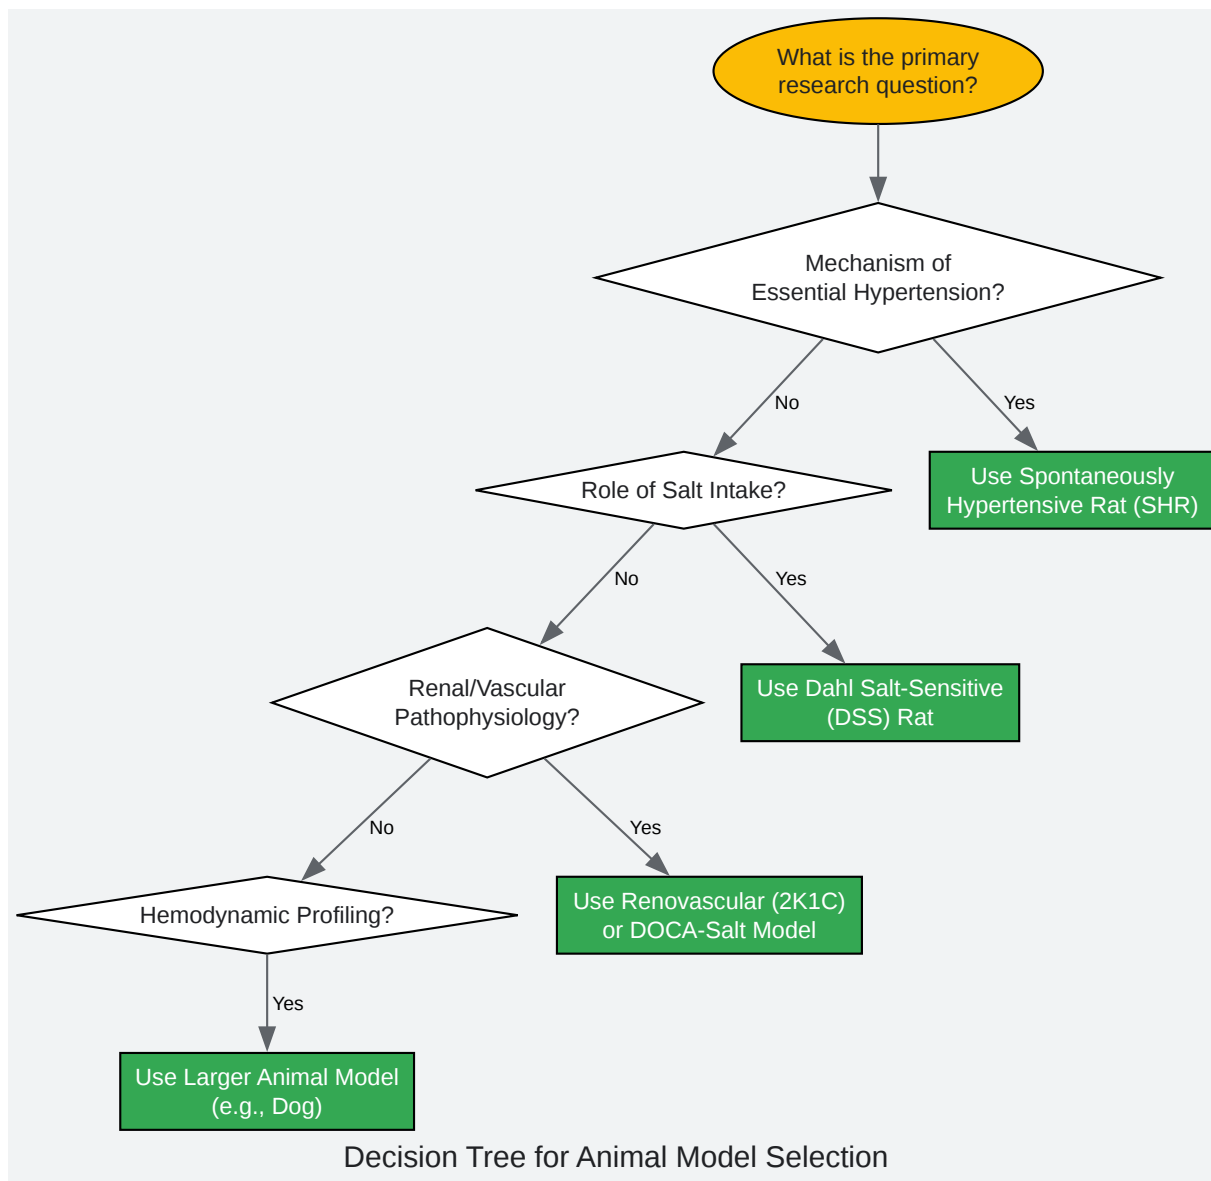 What is the primary
research question?
Mechanism of
Essential Hypertension?
No
Yes
Role of Salt Intake?
Use Spontaneously
Hypertensive Rat (SHR)
No
Yes
Renal/Vascular
Pathophysiology?
Use Dahl Salt-Sensitive
(DSS) Rat
No
Yes
Hemodynamic Profiling?
Use Renovascular (2K1C)
or DOCA-Salt Model
Yes
Use Larger Animal Model
(e.g., Dog)
Decision Tree for Animal Model Selection